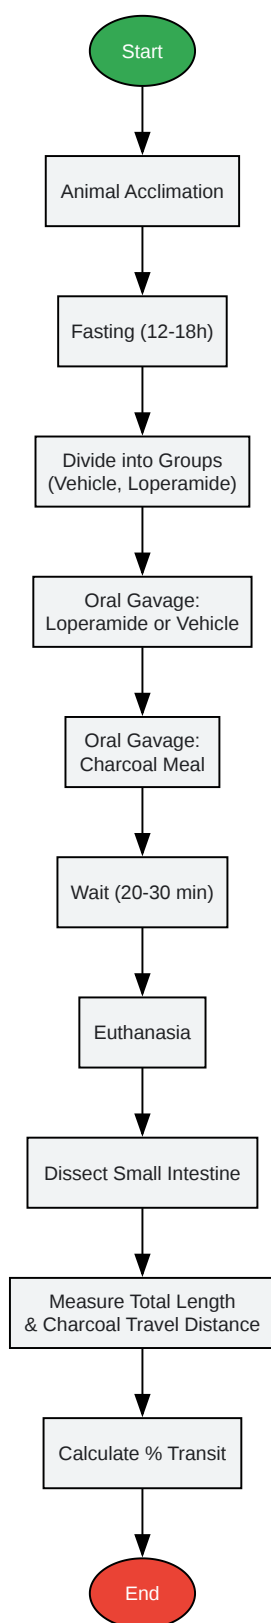 Start
Animal Acclimation
Fasting (12-18h)
Divide into Groups
(Vehicle, Loperamide)
Oral Gavage:
Loperamide or Vehicle
Oral Gavage:
Charcoal Meal
Wait (20-30 min)
Euthanasia
Dissect Small Intestine
Measure Total Length
& Charcoal Travel Distance
Calculate % Transit
End